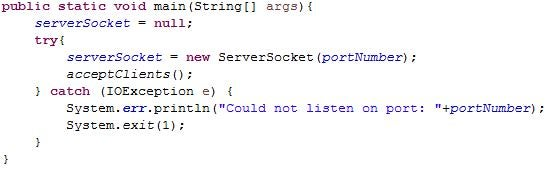 public static void main(String[] args){
    serverSocket = null;
    try{
        serverSocket = new ServerSocket(portNumber);
        acceptClients();
    } catch (IOException e) {
        System.err.println("Could not listen on port: "+portNumber);
        System.exit(1);
    }
}